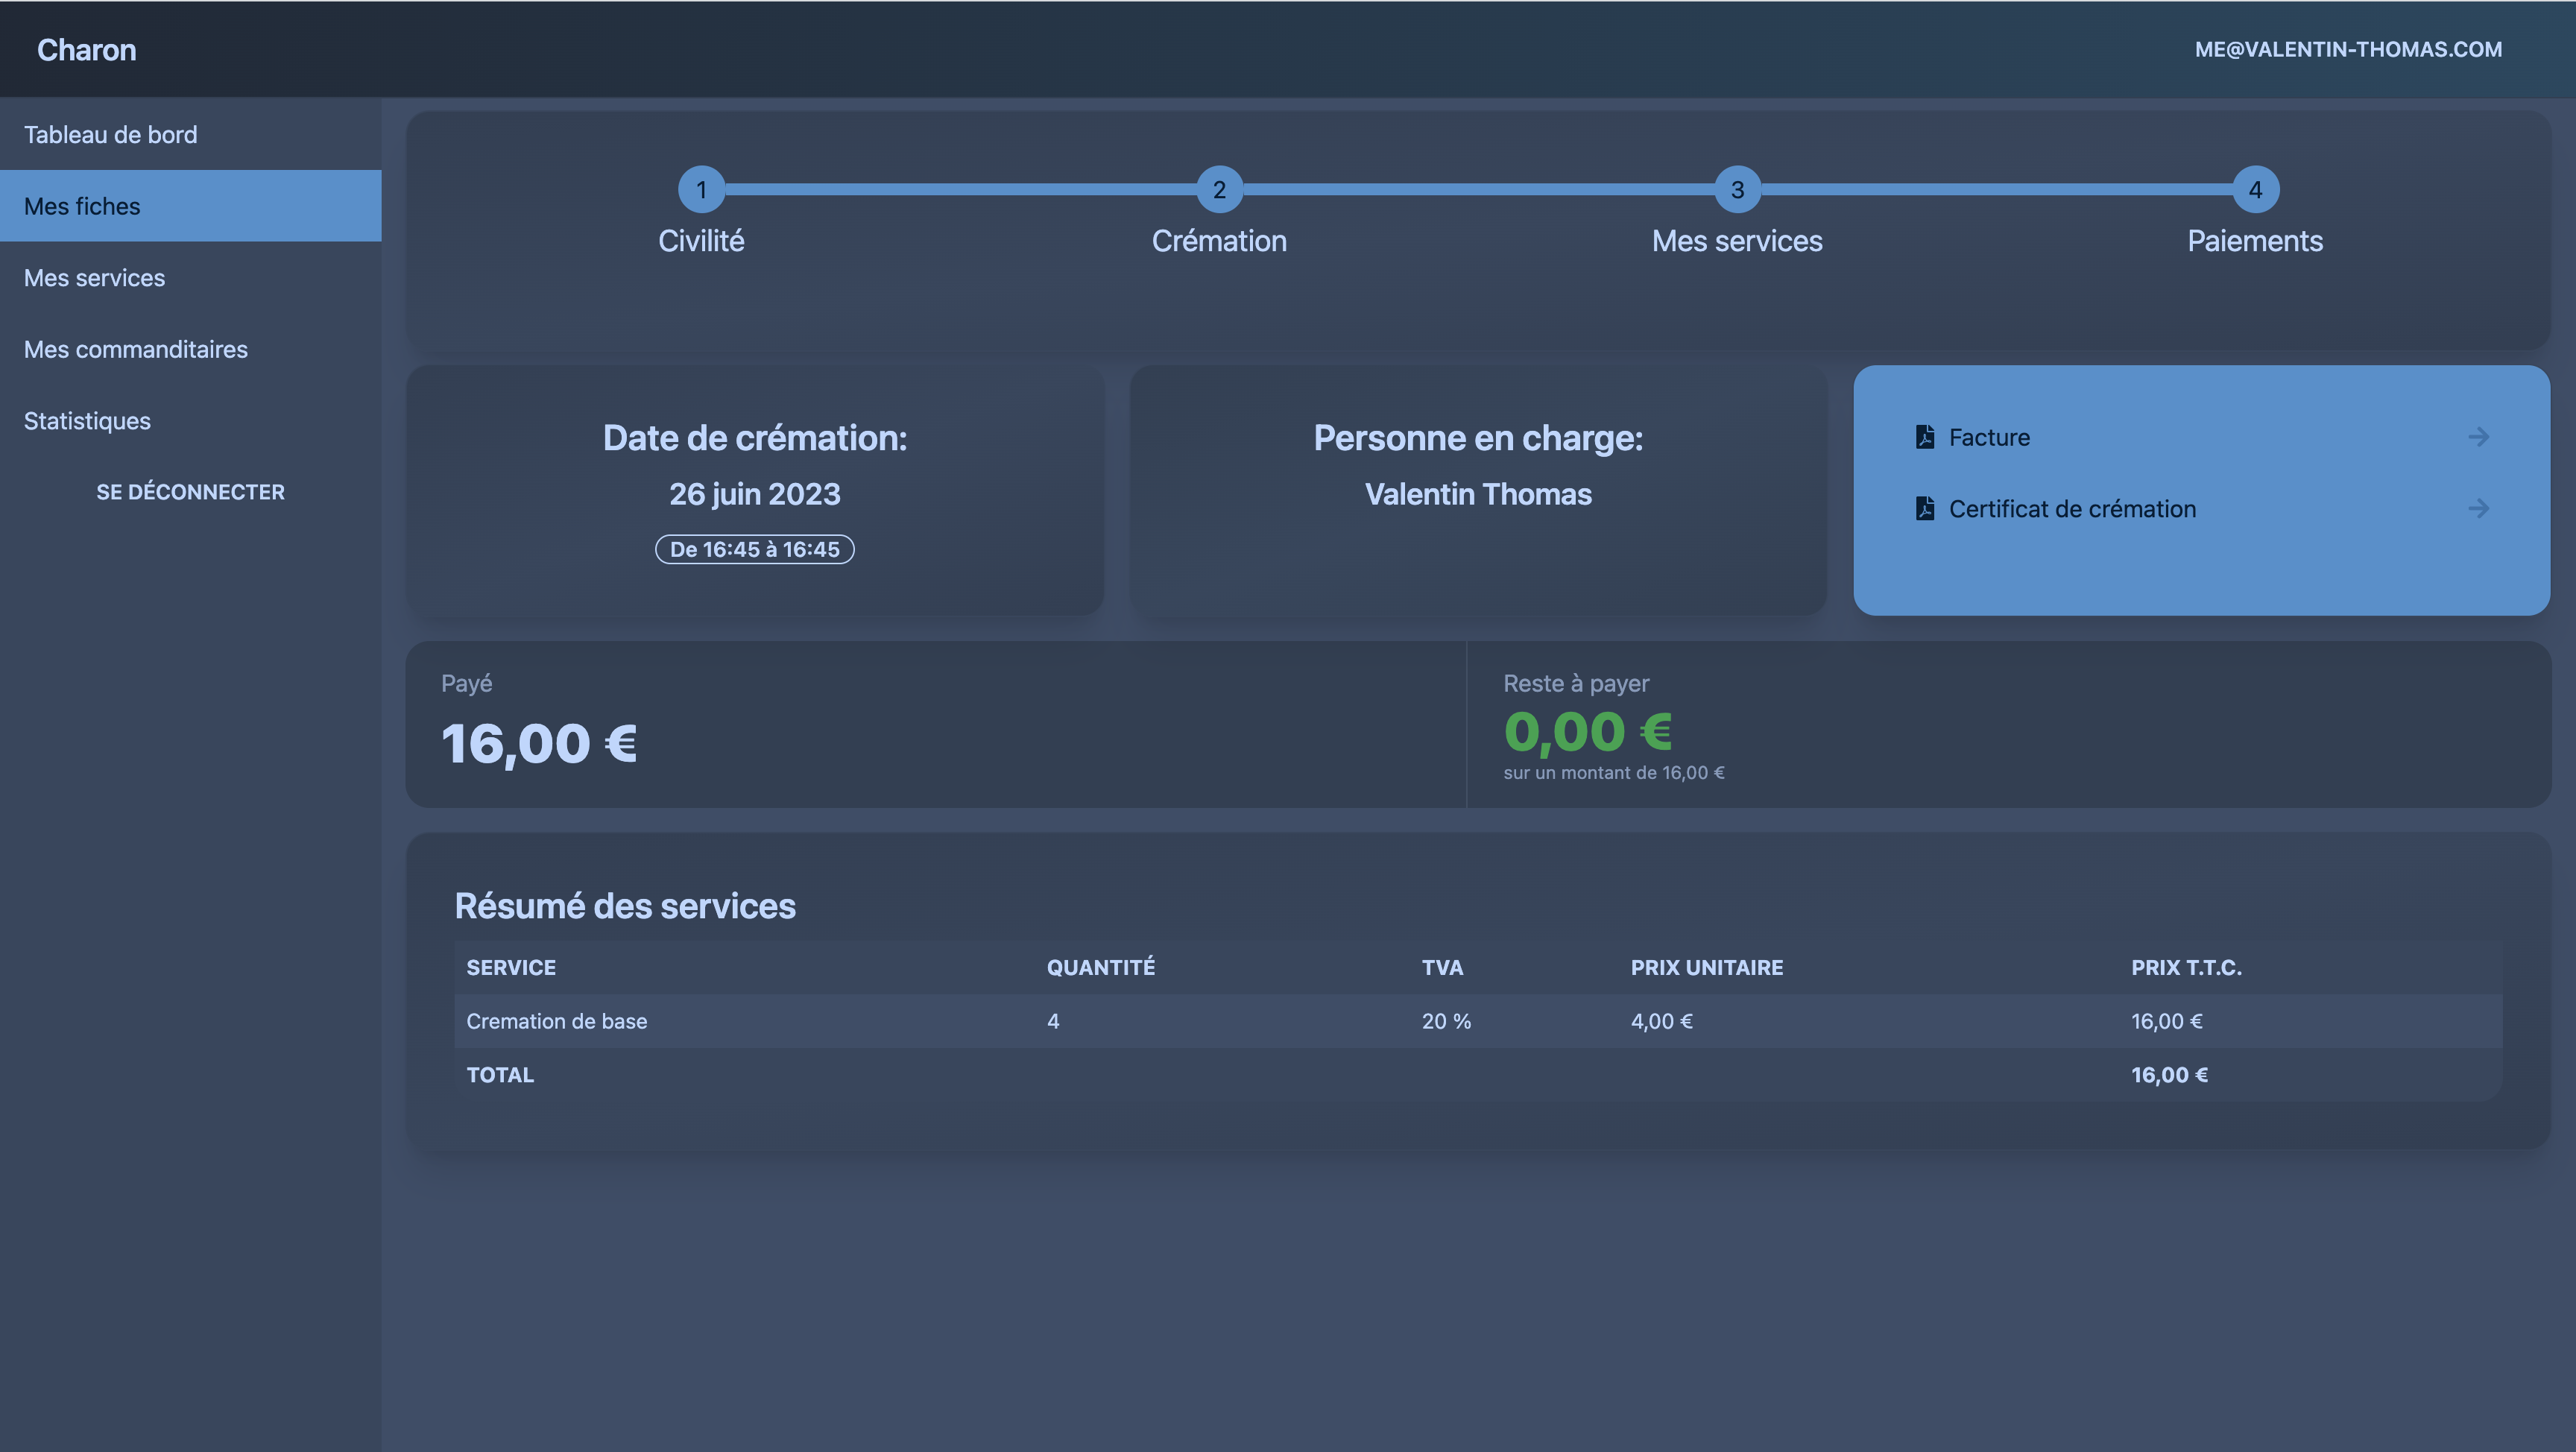 Charon
ME@VALENTIN-THOMAS.COM
Tableau de bord
Mes fiches
Mes services
Mes commanditaires
Statistiques
SE DÉCONNECTER
1 2 3 4
Civilité Crémation Mes services Paiements
Date de crémation:
26 juin 2023
De 16:45 à 16:45
Personne en charge:
Valentin Thomas
Facture
Certificat de crémation
Payé
16,00 €
Reste à payer
0,00 €
sur un montant de 16,00 €
Résumé des services
SERVICE QUANTITÉ TVA PRIX UNITAIRE PRIX T.T.C.
Cremation de base 4 20 % 4,00 € 16,00 €
TOTAL 16,00 €